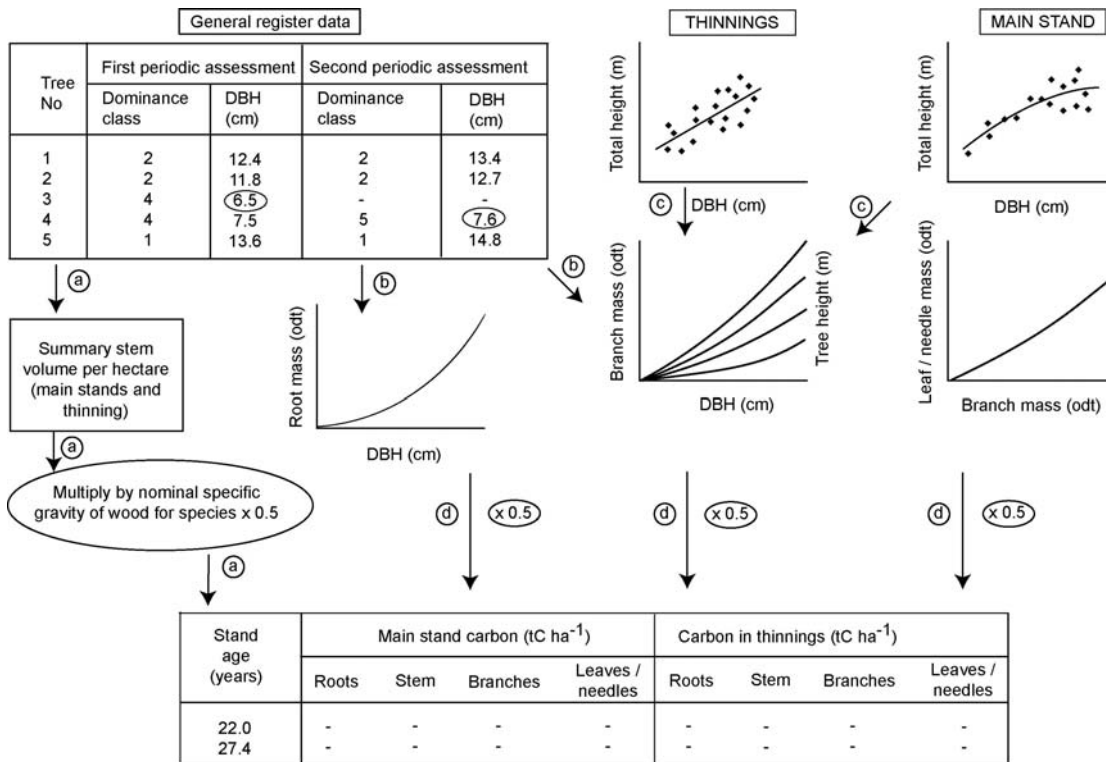 General register data
THINNINGS
MAIN STAND
Tree No
First periodic assessment
Second periodic assessment
Dominance class
DBH (cm)
Dominance class
DBH (cm)
1 2 12.4 2 13.4
2 2 11.8 2 12.7
3 4 6.5 - -
4 4 7.5 5 7.6
5 1 13.6 1 14.8
Total height (m)
DBH (cm)
Total height (m)
DBH (cm)
a
b
b
c
c
Summary stem
volume per hectare
(main stands and
thinning)
Root mass (odt)
DBH (cm)
Branch mass (odt)
Tree height (m)
DBH (cm)
Leaf / needle mass (odt)
Branch mass (odt)
a
Multiply by nominal specific
gravity of wood for species x 0.5
d x 0.5
d x 0.5
d x 0.5
a
Stand
age
(years)
Main stand carbon (tC ha-1)
Carbon in thinnings (tC ha-1)
Roots Stem Branches Leaves / needles
Roots Stem Branches Leaves / needles
22.0 - - - - - - - -
27.4 - - - - - - - -